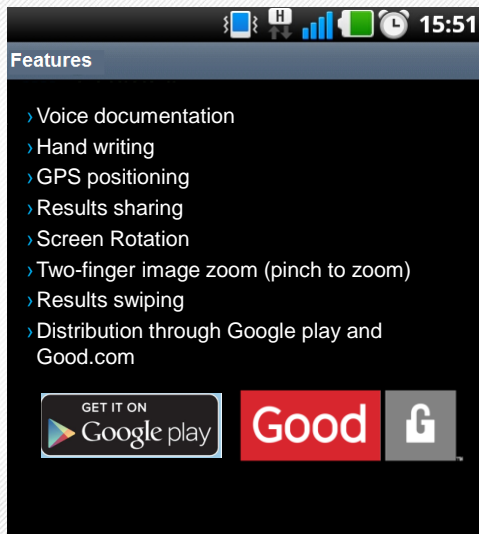 H
15:51
Features
›Voice documentation
›Hand writing
›GPS positioning
›Results sharing
›Screen Rotation
›Two-finger image zoom (pinch to zoom)
›Results swiping
›Distribution through Google play and
Good.com
GET IT ON
Google play
Good G